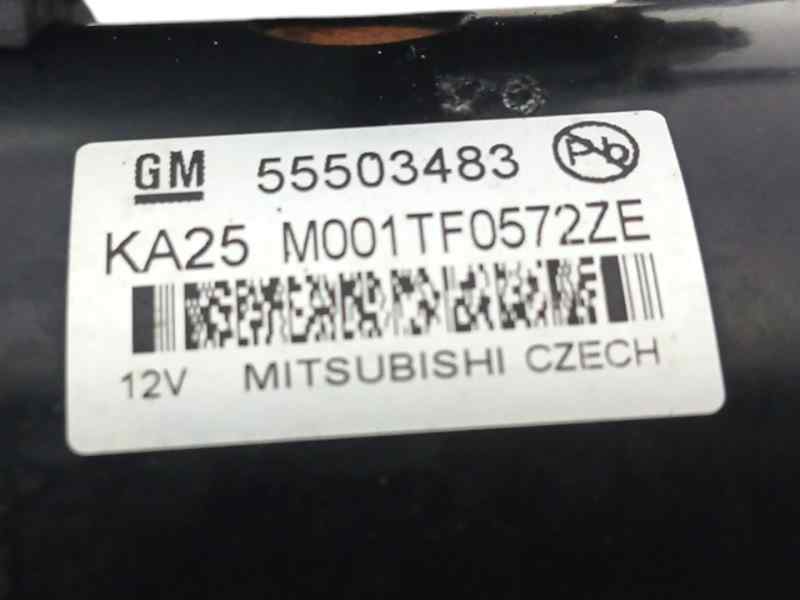 GM 55503483 Pb
KA25 M001TF0572ZE
12V MITSUBISHI CZECH